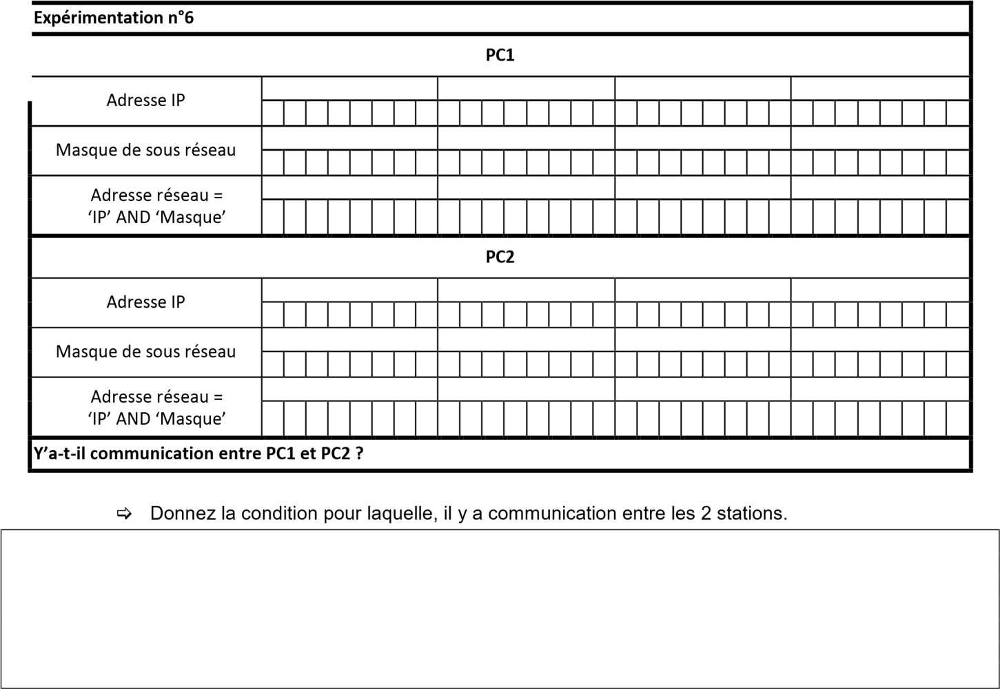 Expérimentation n°6
PC1
Adresse IP
Masque de sous réseau
Adresse réseau =
‘IP’ AND ‘Masque’
PC2
Adresse IP
Masque de sous réseau
Adresse réseau =
‘IP’ AND ‘Masque’
Y’a-t-il communication entre PC1 et PC2 ?
➯ Donnez la condition pour laquelle, il y a communication entre les 2 stations.